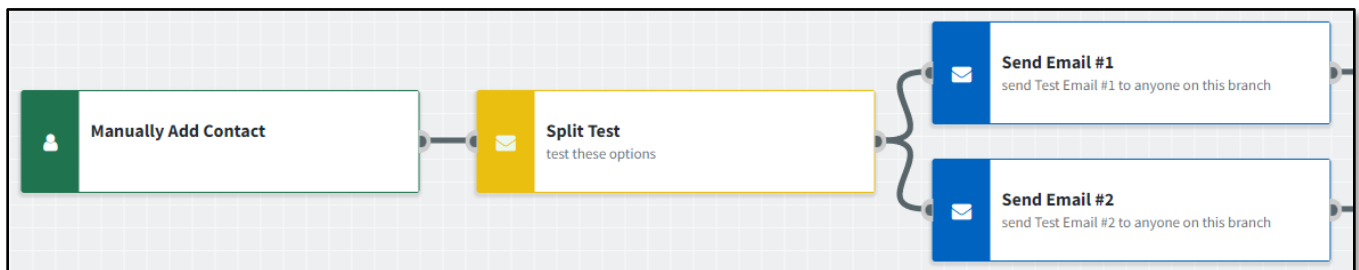 Manually Add Contact
Split Test
test these options
Send Email #1
send Test Email #1 to anyone on this branch
Send Email #2
send Test Email #2 to anyone on this branch